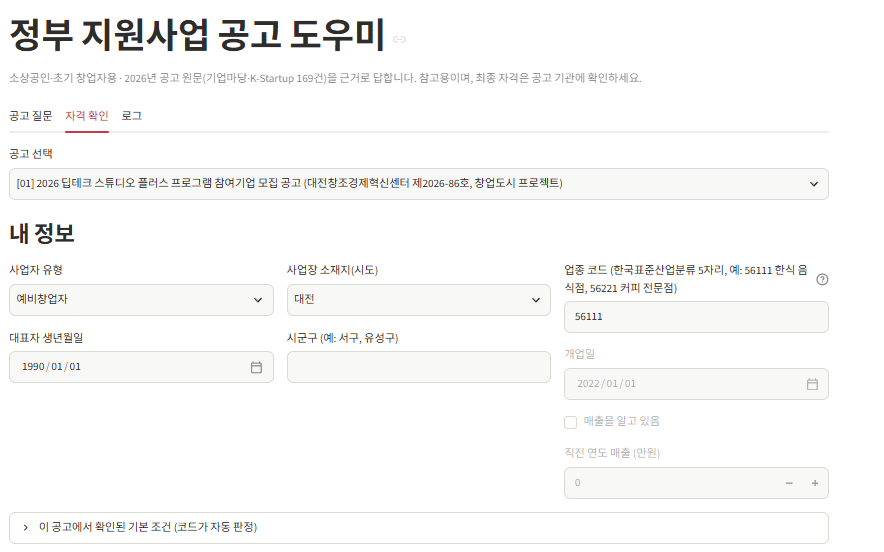 정부 지원사업 공고 도우미
소상공인·초기 창업자용 · 2026년 공고 원문(기업마당·K-Startup 169건)을 근거로 답합니다. 참고용이며, 최종 자격은 공고 기관에 확인하세요.
공고 질문 자격 확인 로그
공고 선택
[01] 2026 딥테크 스튜디오 플러스 프로그램 참여기업 모집 공고 (대전창조경제혁신센터 제2026-86호, 창업도시 프로젝트)
내 정보
사업자 유형
예비창업자
대표자 생년월일
1990/01/01
사업장 소재지(시도)
대전
시군구 (예: 서구, 유성구)
업종 코드 (한국표준산업분류 5자리, 예: 56111 한식 음
식점, 56221 커피 전문점)
56111
개업일
2022/01/01
매출을 알고 있음
직전 연도 매출 (만원)
0
이 공고에서 확인된 기본 조건 (코드가 자동 판정)